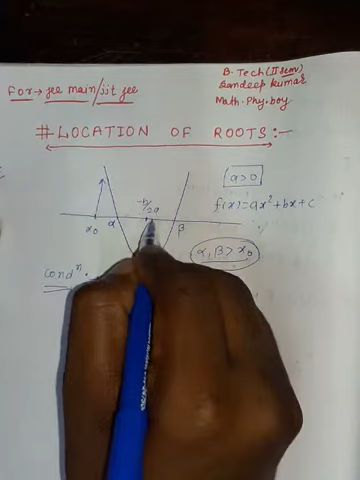 B. Tech (II sem)
Sandeep kumar
Math. Phy. boy
For → jee main/iit jee
# LOCATION OF ROOTS :-
a > 0
f(x) = ax² + bx + c
-b/2a
x₀ α β
α, β > x₀
Condⁿ.